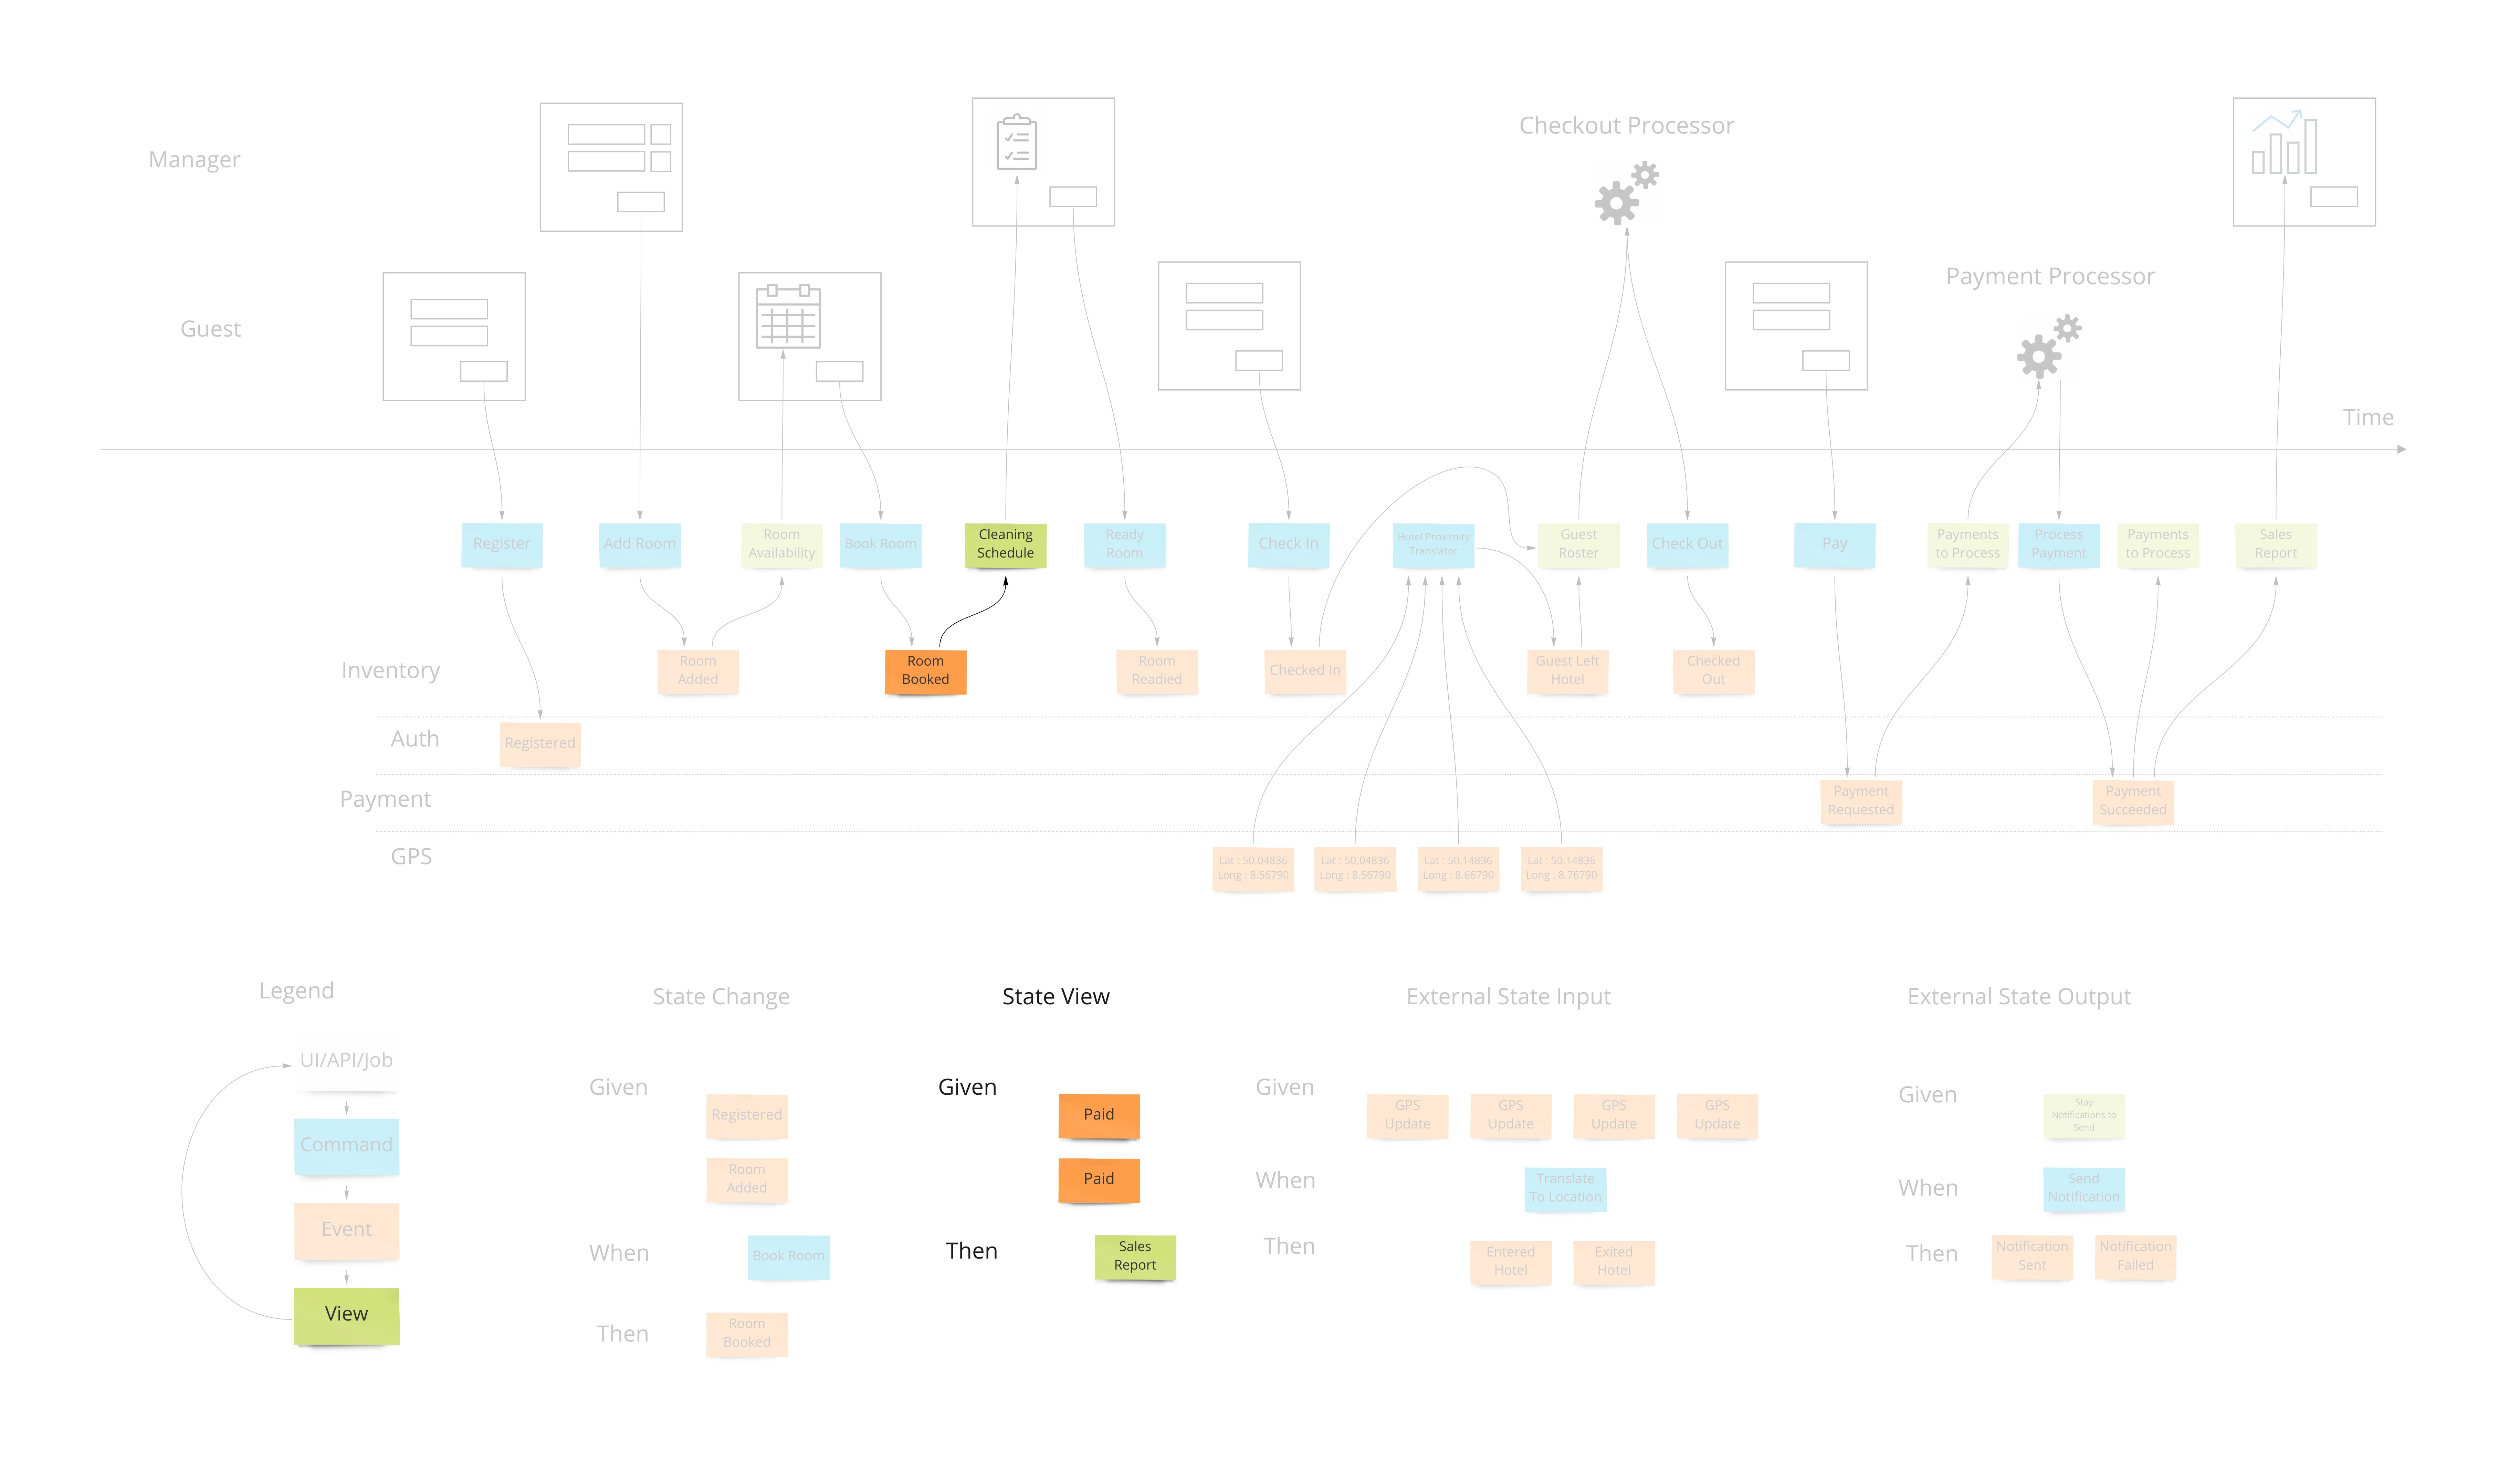 Checkout Processor
Manager
Payment Processor
Guest
Time
Register
Add Room
Room
Availability
Book Room
Cleaning
Schedule
Ready
Room
Check In
Hotel Proximity
Translator
Guest
Roster
Check Out
Pay
Payments
to Process
Process
Payment
Payments
to Process
Sales
Report
Inventory
Room
Added
Room
Booked
Room
Readied
Checked In
Guest Left
Hotel
Checked
Out
Auth
Registered
Payment
Payment
Requested
Payment
Succeeded
GPS
Lat : 50.04836
Long : 8.56790
Lat : 50.04836
Long : 8.56790
Lat : 50.14836
Long : 8.66790
Lat : 50.14836
Long : 8.76790
Legend
UI/API/Job
Command
Event
View
State Change
Given
Registered
Room
Added
When
Book Room
Then
Room
Booked
State View
Given
Paid
Paid
Then
Sales
Report
External State Input
Given
GPS
Update
GPS
Update
GPS
Update
GPS
Update
When
Translate
To Location
Then
Entered
Hotel
Exited
Hotel
External State Output
Given
Stay
Notifications to
Send
When
Send
Notification
Then
Notification
Sent
Notification
Failed